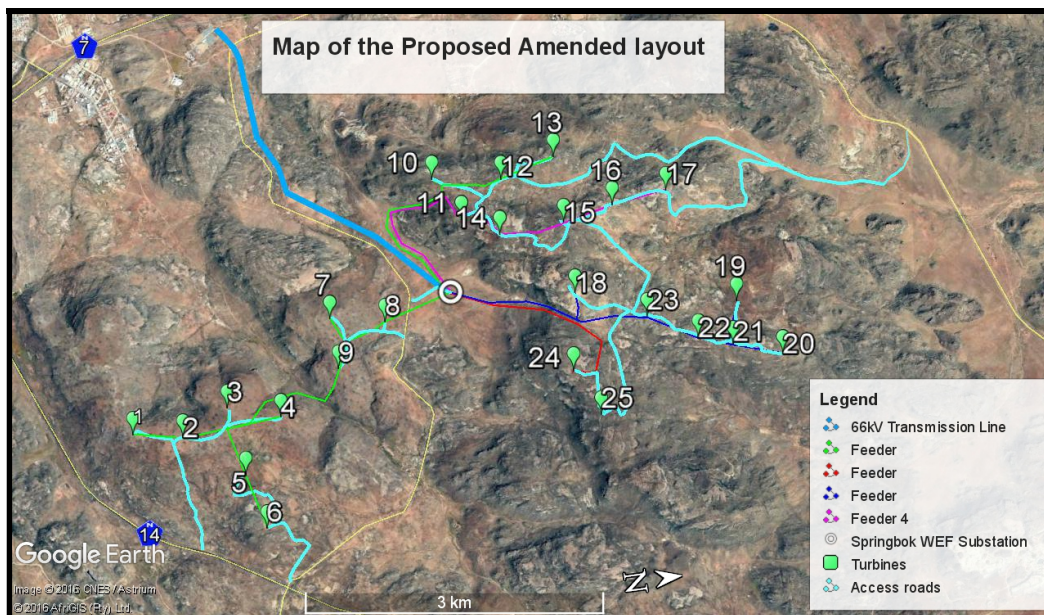 Map of the Proposed Amended layout
N
7
13
10
12
16
17
11
14
15
19
18
7
8
23
22
21
20
24
9
3
4
25
1
2
5
6
N
14
Legend
66kV Transmission Line
Feeder
Feeder
Feeder
Feeder 4
Springbok WEF Substation
Turbines
Access roads
Google Earth
Image © 2016 CNES / Astrium
© 2016 AfriGIS (Pty) Ltd.
3 km
N